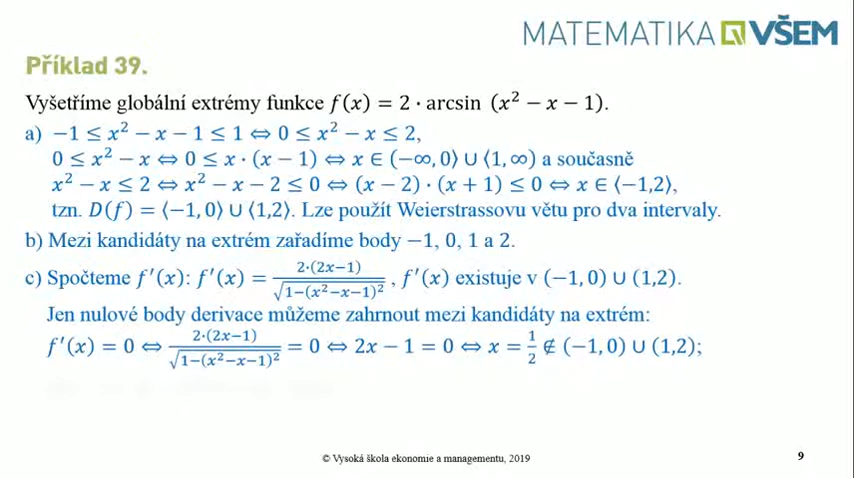 MATEMATIKA VŠEM
Příklad 39.
Vyšetříme globální extrémy funkce f(x) = 2 · arcsin (x² − x − 1).
a) −1 ≤ x² − x − 1 ≤ 1 ⇔ 0 ≤ x² − x ≤ 2,
0 ≤ x² − x ⇔ 0 ≤ x · (x − 1) ⇔ x ∈ (−∞, 0⟩ ∪ ⟨1, ∞) a současně
x² − x ≤ 2 ⇔ x² − x − 2 ≤ 0 ⇔ (x − 2) · (x + 1) ≤ 0 ⇔ x ∈ ⟨−1,2⟩,
tzn. D(f) = ⟨−1, 0⟩ ∪ ⟨1,2⟩. Lze použít Weierstrassovu větu pro dva intervaly.
b) Mezi kandidáty na extrém zařadíme body −1, 0, 1 a 2.
c) Spočteme f′(x): f′(x) = 2·(2x−1) / √(1−(x²−x−1)²) , f′(x) existuje v (−1, 0) ∪ (1,2).
Jen nulové body derivace můžeme zahrnout mezi kandidáty na extrém:
f′(x) = 0 ⇔ 2·(2x−1) / √(1−(x²−x−1)²) = 0 ⇔ 2x − 1 = 0 ⇔ x = 1/2 ∉ (−1, 0) ∪ (1,2);
© Vysoká škola ekonomie a managementu, 2019
9